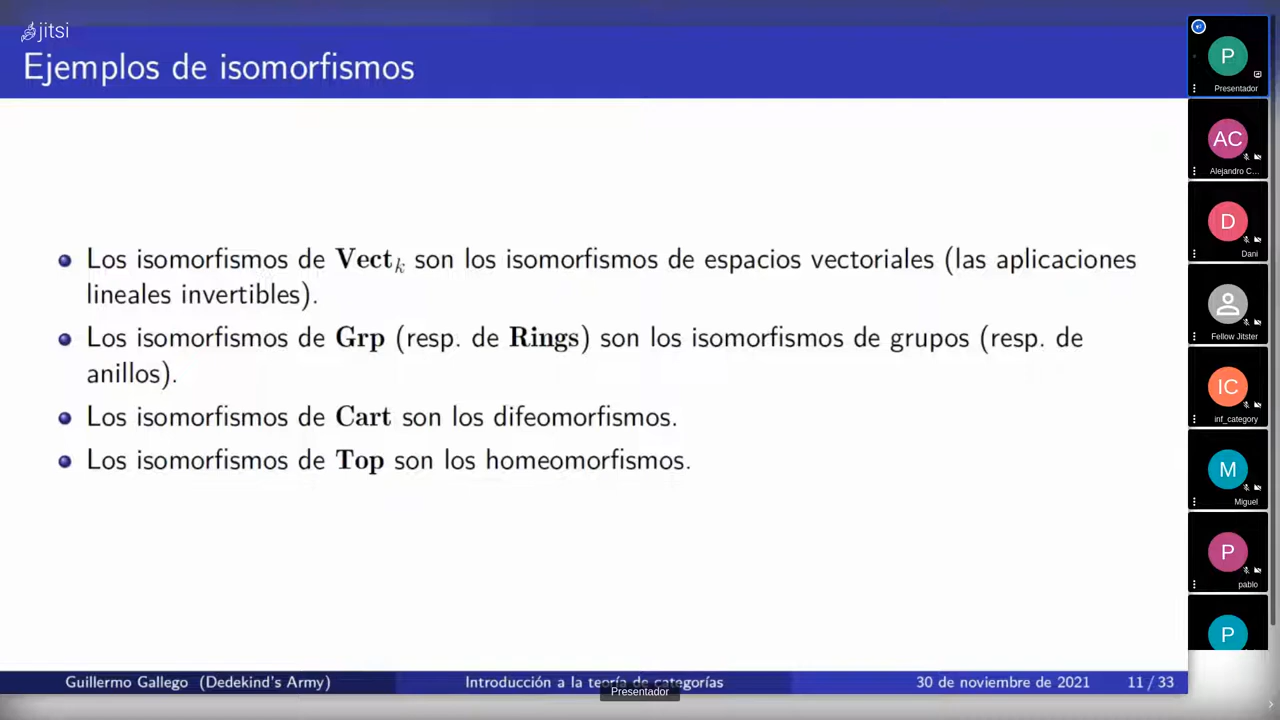 jitsi
Ejemplos de isomorfismos
Los isomorfismos de Vectₖ son los isomorfismos de espacios vectoriales (las aplicaciones
lineales invertibles).
Los isomorfismos de Grp (resp. de Rings) son los isomorfismos de grupos (resp. de
anillos).
Los isomorfismos de Cart son los difeomorfismos.
Los isomorfismos de Top son los homeomorfismos.
Guillermo Gallego (Dedekind's Army)
Introducción a la teoría de categorías
30 de noviembre de 2021
11 / 33
Presentador
P
Presentador
AC
Alejandro C...
D
Dani
Fellow Jitster
IC
inf_category
M
Miguel
P
pablo
P